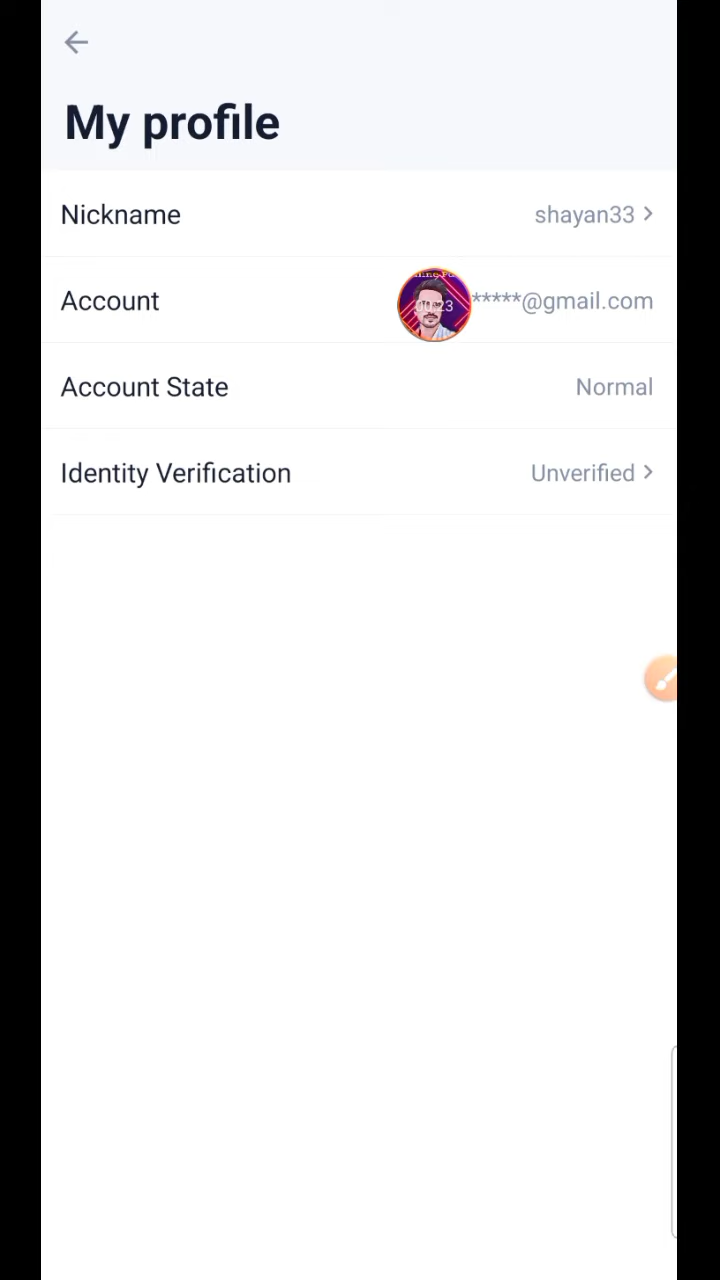 My profile
Nickname
shayan33
Account
*****@gmail.com
Account State
Normal
Identity Verification
Unverified